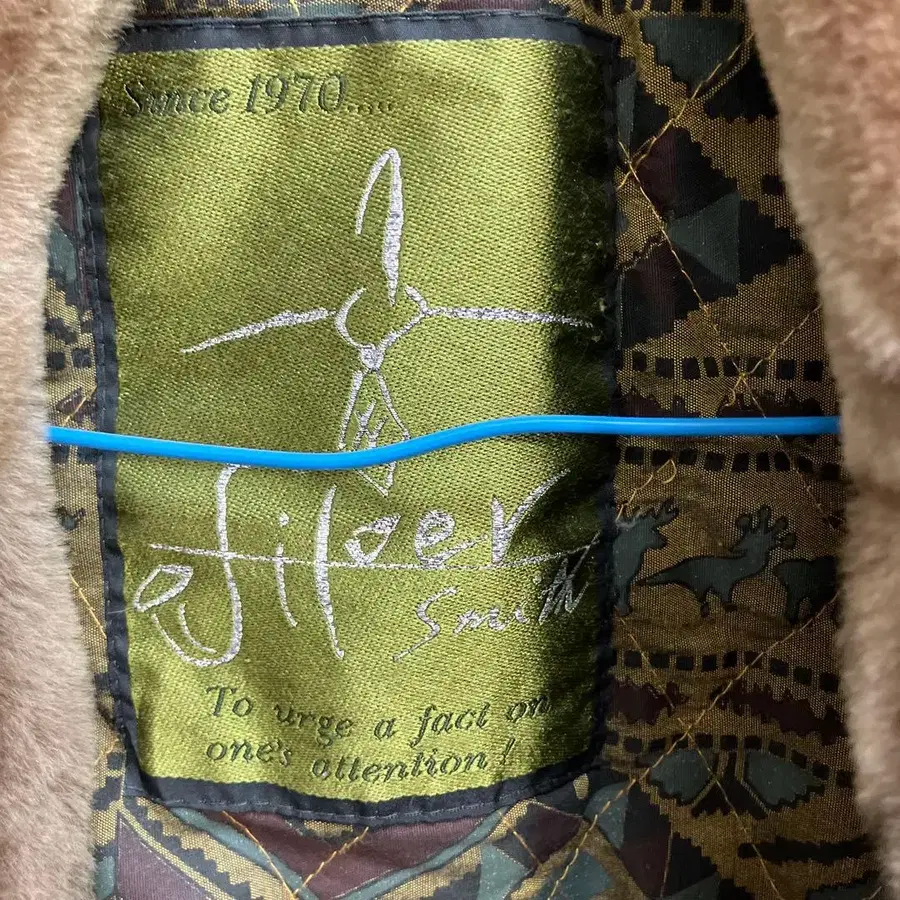 Since 1970.....
Silver
Smith
To urge a fact on
one's attention!